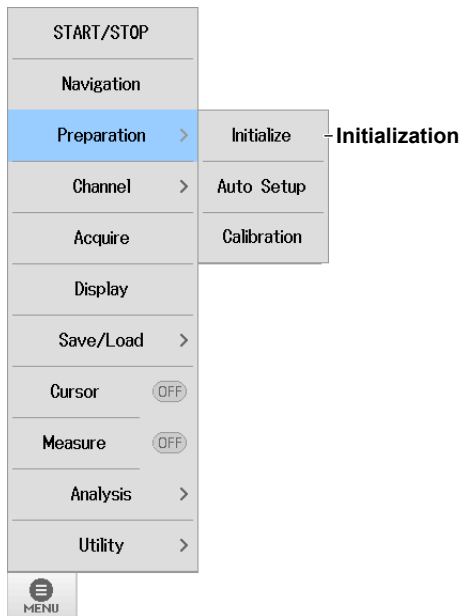 START/STOP
Navigation
Preparation >
Initialize
Initialization
Channel >
Auto Setup
Acquire
Calibration
Display
Save/Load >
Cursor OFF
Measure OFF
Analysis >
Utility >
MENU